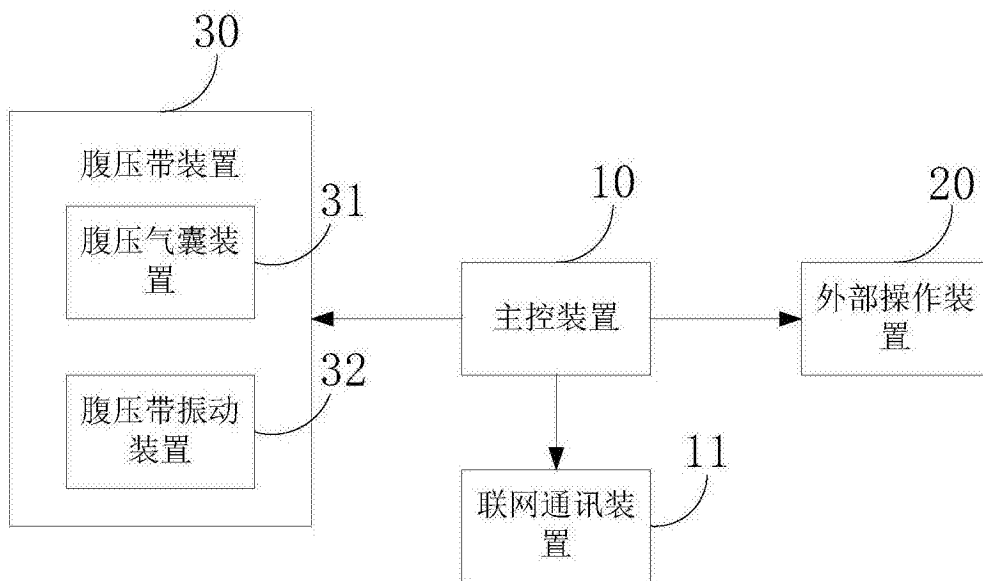 30
腹压带装置
31
腹压气囊装
置
32
腹压带振动
装置
10
主控装置
20
外部操作装
置
11
联网通讯装
置